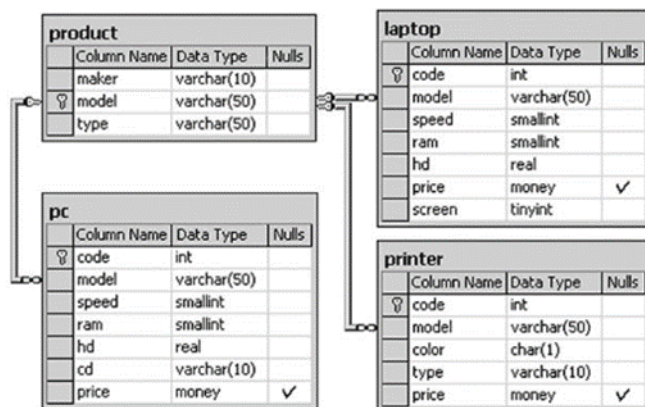 product
Column Name Data Type Nulls
maker varchar(10)
model varchar(50)
type varchar(50)
laptop
Column Name Data Type Nulls
code int
model varchar(50)
speed smallint
ram smallint
hd real
price money ✓
screen tinyint
pc
Column Name Data Type Nulls
code int
model varchar(50)
speed smallint
ram smallint
hd real
cd varchar(10)
price money ✓
printer
Column Name Data Type Nulls
code int
model varchar(50)
color char(1)
type varchar(10)
price money ✓